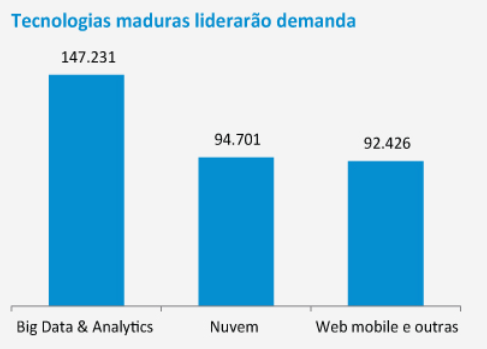 Tecnologias maduras liderarão demanda
147.231
94.701
92.426
Big Data & Analytics
Nuvem
Web mobile e outras